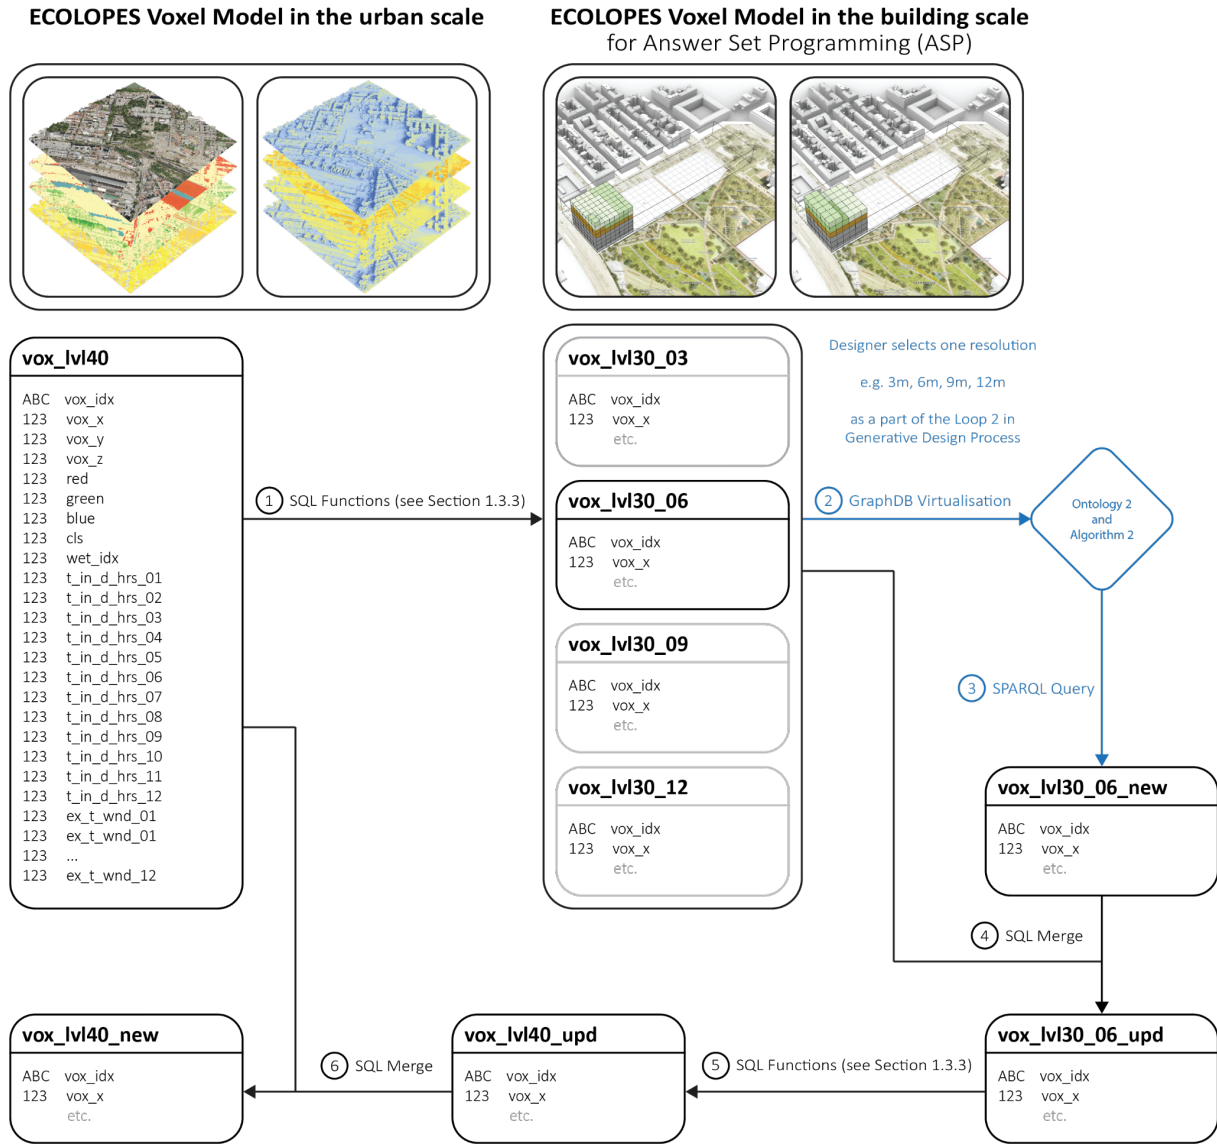 ECOLOPES Voxel Model in the urban scale
ECOLOPES Voxel Model in the building scale
for Answer Set Programming (ASP)
vox_lvl40
ABC vox_idx
123 vox_x
123 vox_y
123 vox_z
123 red
123 green
123 blue
123 cls
123 wet_idx
123 t_in_d_hrs_01
123 t_in_d_hrs_02
123 t_in_d_hrs_03
123 t_in_d_hrs_04
123 t_in_d_hrs_05
123 t_in_d_hrs_06
123 t_in_d_hrs_07
123 t_in_d_hrs_08
123 t_in_d_hrs_09
123 t_in_d_hrs_10
123 t_in_d_hrs_11
123 t_in_d_hrs_12
123 ex_t_wnd_01
123 ex_t_wnd_01
123 ...
123 ex_t_wnd_12
1 SQL Functions (see Section 1.3.3)
vox_lvl30_03
ABC vox_idx
123 vox_x
etc.
vox_lvl30_06
ABC vox_idx
123 vox_x
etc.
vox_lvl30_09
ABC vox_idx
123 vox_x
etc.
vox_lvl30_12
ABC vox_idx
123 vox_x
etc.
Designer selects one resolution
e.g. 3m, 6m, 9m, 12m
as a part of the Loop 2 in
Generative Design Process
2 GraphDB Virtualisation
Ontology 2
and
Algorithm 2
3 SPARQL Query
vox_lvl30_06_new
ABC vox_idx
123 vox_x
etc.
4 SQL Merge
vox_lvl30_06_upd
ABC vox_idx
123 vox_x
etc.
5 SQL Functions (see Section 1.3.3)
vox_lvl40_upd
ABC vox_idx
123 vox_x
etc.
6 SQL Merge
vox_lvl40_new
ABC vox_idx
123 vox_x
etc.